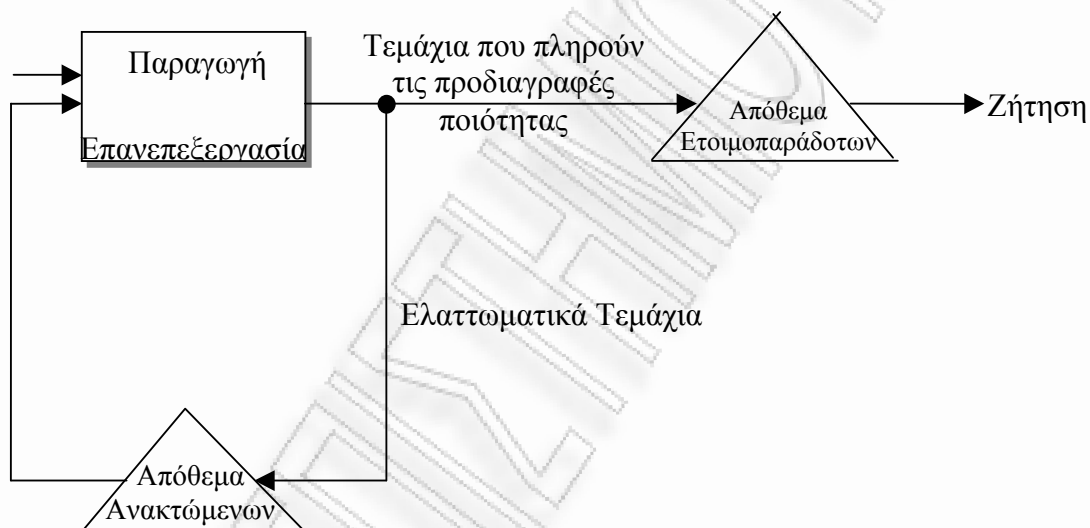 Παραγωγή
Επανεπεξεργασία
Τεμάχια που πληρούν
τις προδιαγραφές
ποιότητας
Απόθεμα
Ετοιμοπαράδοτων
Ζήτηση
Ελαττωματικά Τεμάχια
Απόθεμα
Ανακτώμενων